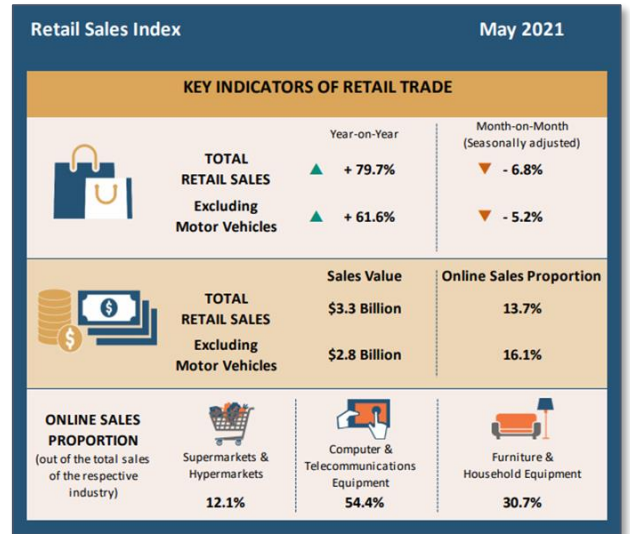 Retail Sales Index
May 2021
KEY INDICATORS OF RETAIL TRADE
Year-on-Year
Month-on-Month
(Seasonally adjusted)
TOTAL
RETAIL SALES
+ 79.7%
- 6.8%
Excluding
Motor Vehicles
+ 61.6%
- 5.2%
Sales Value
Online Sales Proportion
TOTAL
RETAIL SALES
$3.3 Billion
13.7%
Excluding
Motor Vehicles
$2.8 Billion
16.1%
ONLINE SALES
PROPORTION
(out of the total sales
of the respective
industry)
Supermarkets &
Hypermarkets
12.1%
Computer &
Telecommunications
Equipment
54.4%
Furniture &
Household Equipment
30.7%